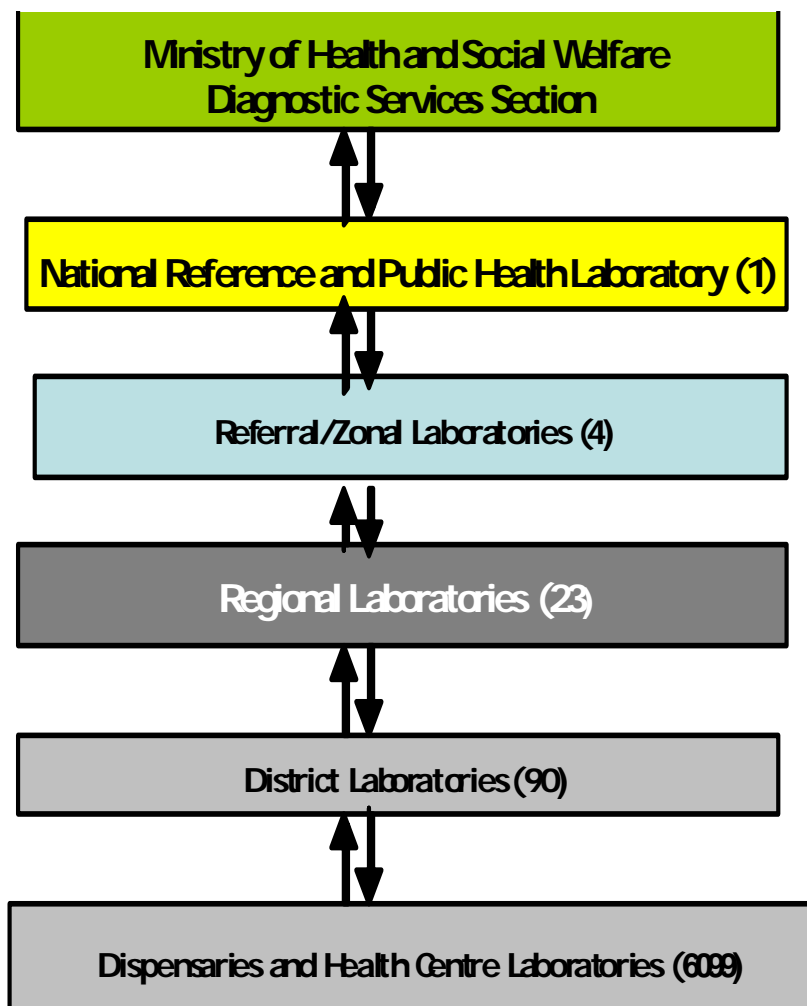 Ministry of Health and Social Welfare
Diagnostic Services Section
National Reference and Public Health Laboratory (1)
Referral/Zonal Laboratories (4)
Regional Laboratories (23)
District Laboratories (90)
Dispensaries and Health Centre Laboratories (6099)